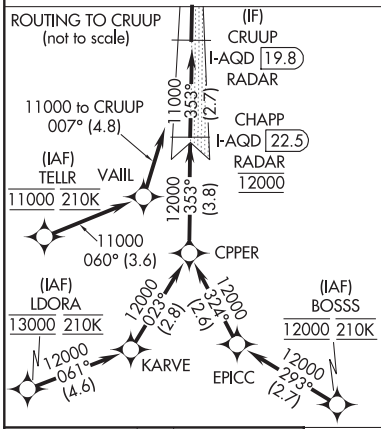 ROUTING TO CRUUP
(not to scale)
(IF)
CRUUP
I-AQD 19.8
RADAR
11000
353°
(2.7)
11000 to CRUUP
007° (4.8)
CHAPP
I-AQD 22.5
RADAR
12000
(IAF)
TELLR
11000 210K
VAIIL
11000
060° (3.6)
12000
353°
(3.8)
CPPER
(IAF)
LDORA
13000 210K
12000
023°
(2.8)
12000
324°
(2.6)
(IAF)
BOSSS
12000 210K
12000
061°
(4.6)
KARVE
EPICC
12000
293°
(2.7)